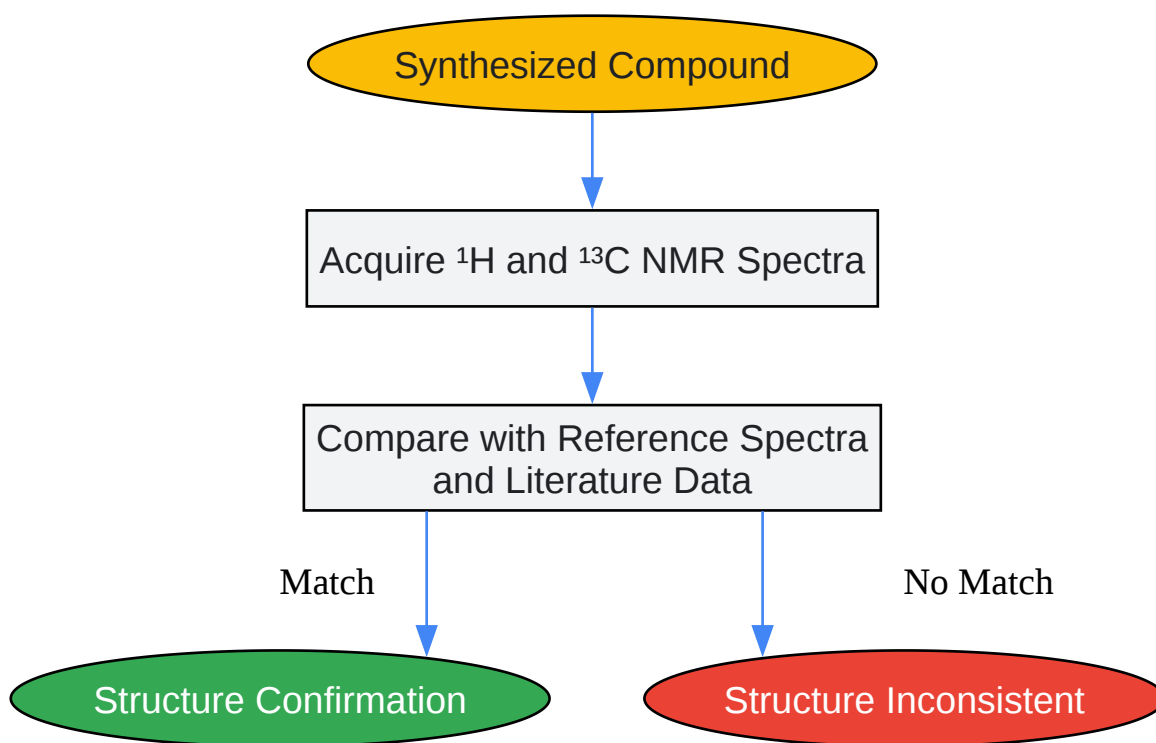 Synthesized Compound
Acquire ¹H and ¹³C NMR Spectra
Compare with Reference Spectra
and Literature Data
Match
No Match
Structure Confirmation
Structure Inconsistent